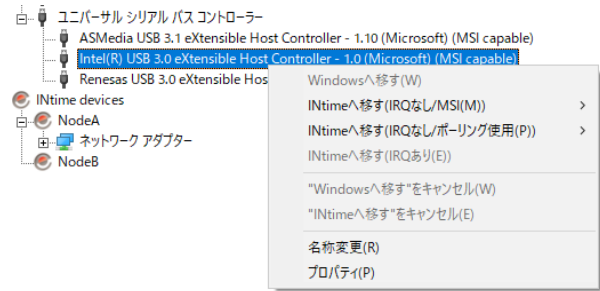 ユニバーサル シリアル バス コントローラー
ASMedia USB 3.1 eXtensible Host Controller - 1.10 (Microsoft) (MSI capable)
Intel(R) USB 3.0 eXtensible Host Controller - 1.0 (Microsoft) (MSI capable)
Renesas USB 3.0 eXtensible Hos
INtime devices
NodeA
ネットワーク アダプター
NodeB
Windowsへ移す(W)
INtimeへ移す(IRQなし/MSI(M))
INtimeへ移す(IRQなし/ポーリング使用(P))
INtimeへ移す(IRQあり(E))
"Windowsへ移す"をキャンセル(W)
"INtimeへ移す"をキャンセル(E)
名称変更(R)
プロパティ(P)